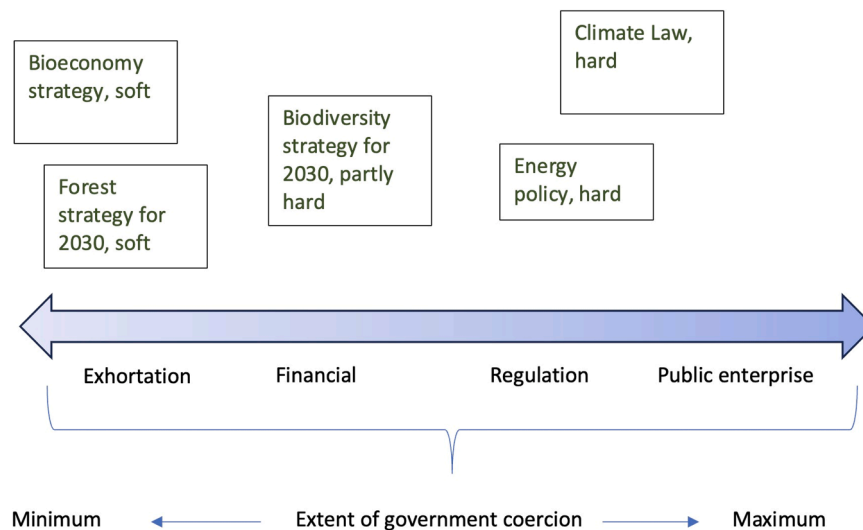 Bioeconomy
strategy, soft
Forest
strategy for
2030, soft
Biodiversity
strategy for
2030, partly
hard
Climate Law,
hard
Energy
policy, hard
Exhortation
Financial
Regulation
Public enterprise
Minimum
Extent of government coercion
Maximum